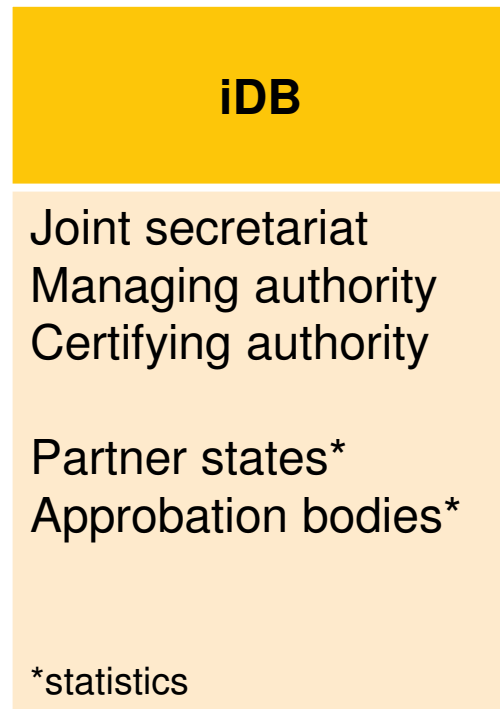 iDB
Joint secretariat
Managing authority
Certifying authority
Partner states*
Approbation bodies*
*statistics